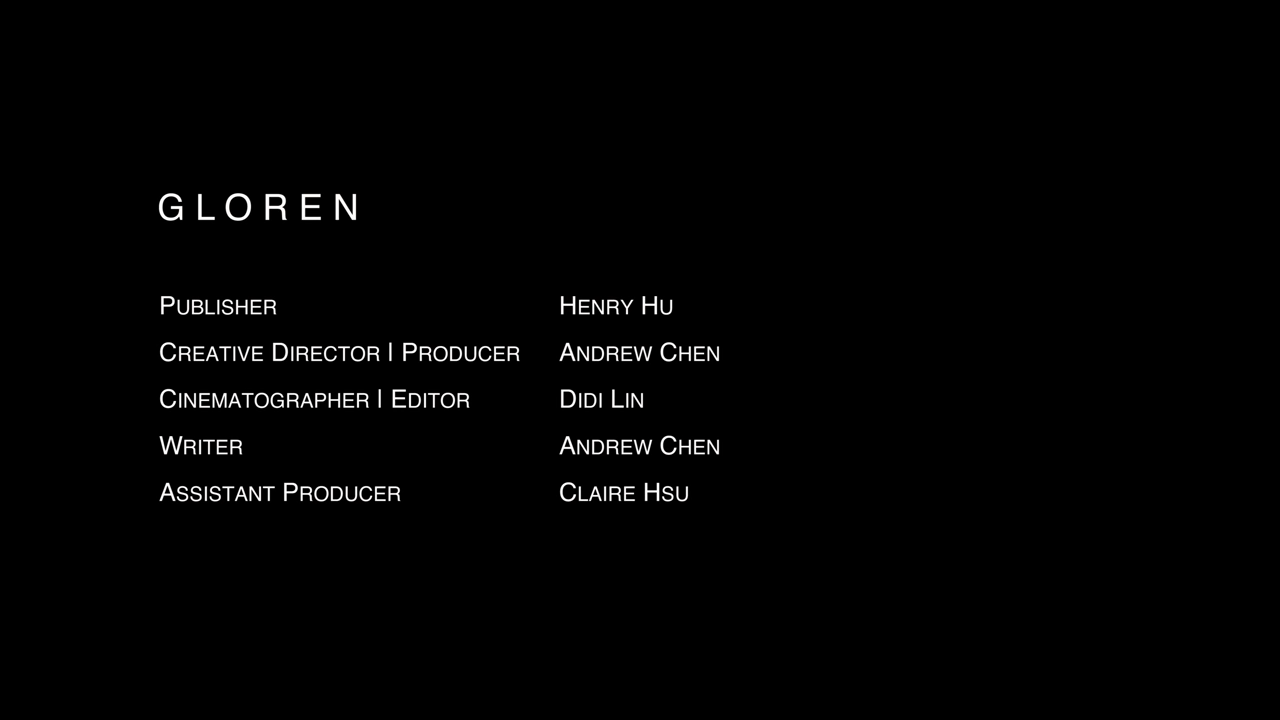 GLOREN
Publisher Henry Hu
Creative Director | Producer Andrew Chen
Cinematographer | Editor Didi Lin
Writer Andrew Chen
Assistant Producer Claire Hsu